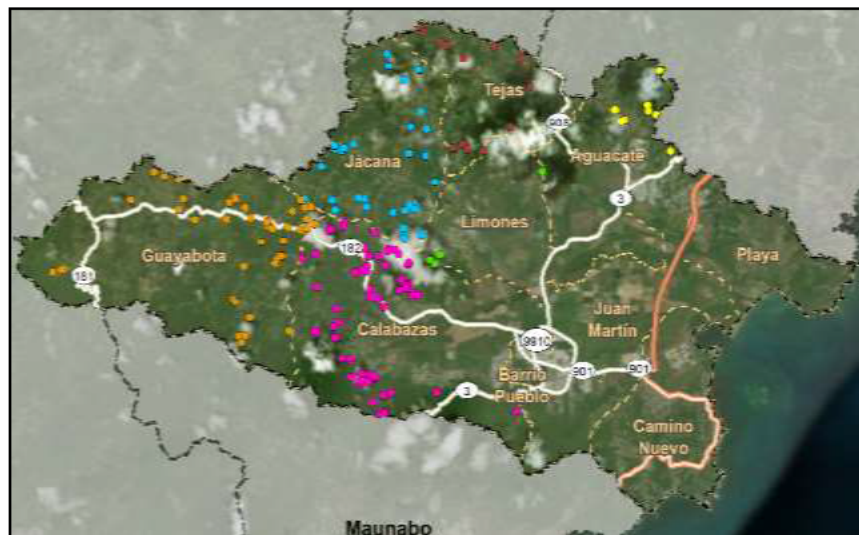 Tejas
905
Aguacate
Jacana
3
Limones
182
Guayabota
181
Playa
Juan
Martín
Calabazas
9910
901
901
Barrio
Pueblo
3
Camino
Nuevo
Maunabo